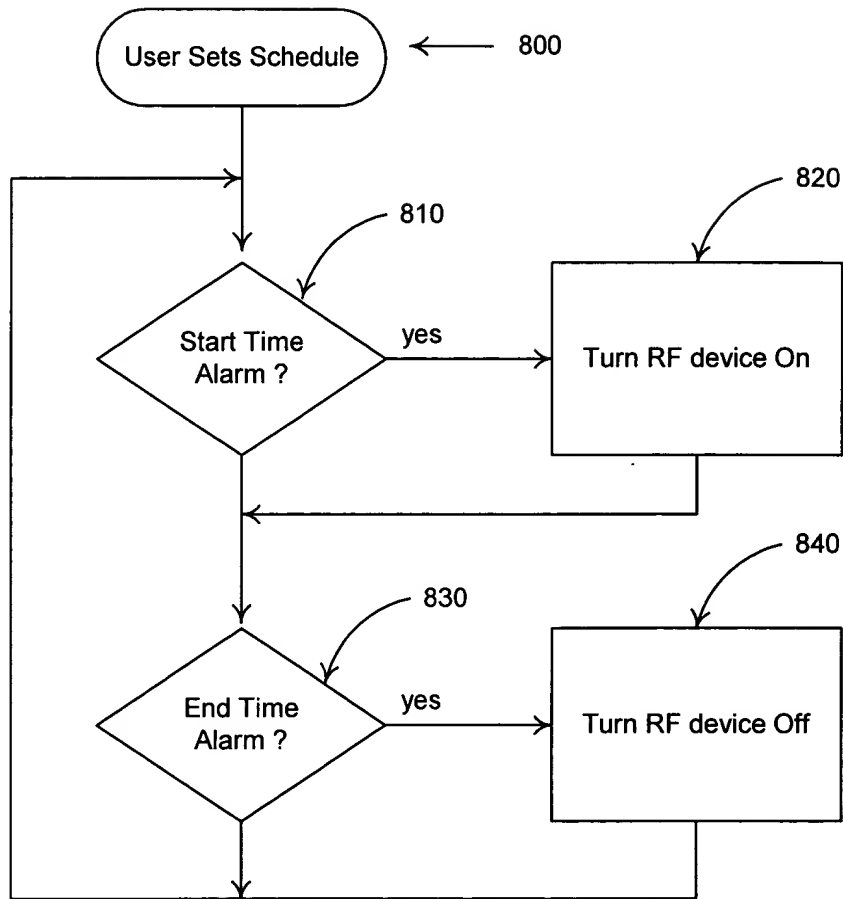 User Sets Schedule
800
820
810
Start Time
Alarm ?
yes
Turn RF device On
840
830
End Time
Alarm ?
yes
Turn RF device Off